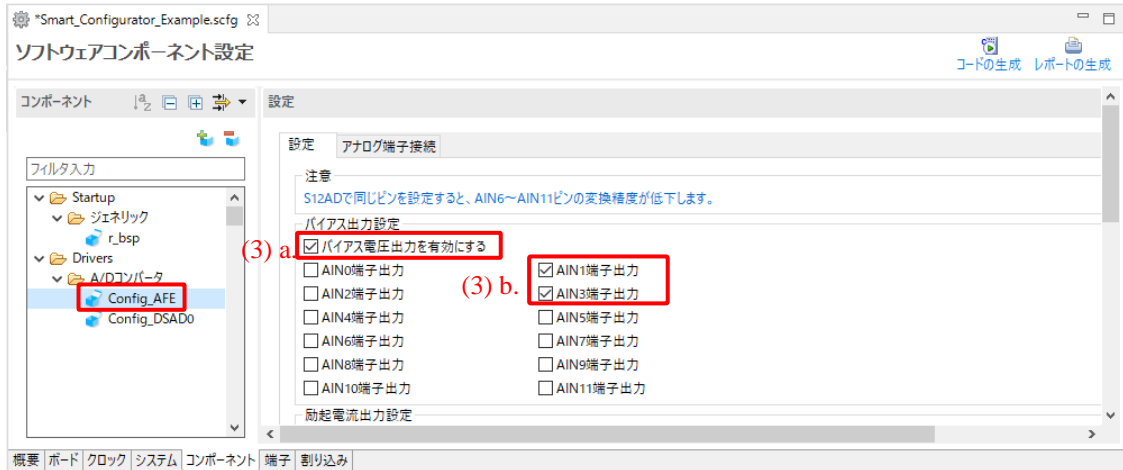 *Smart_Configurator_Example.scfg
ソフトウェアコンポーネント設定
コードの生成 レポートの生成
コンポーネント
設定
設定 アナログ端子接続
フィルタ入力
注意
S12ADで同じピンを設定すると、AIN6～AIN11ピンの変換精度が低下します。
Startup
ジェネリック
r_bsp
Drivers
A/Dコンバータ
Config_AFE
Config_DSAD0
バイアス出力設定
(3) a. バイアス電圧出力を有効にする
AIN0端子出力 (3) b. AIN1端子出力
AIN2端子出力 AIN3端子出力
AIN4端子出力 AIN5端子出力
AIN6端子出力 AIN7端子出力
AIN8端子出力 AIN9端子出力
AIN10端子出力 AIN11端子出力
励起電流出力設定
概要 ボード クロック システム コンポーネント 端子 割り込み